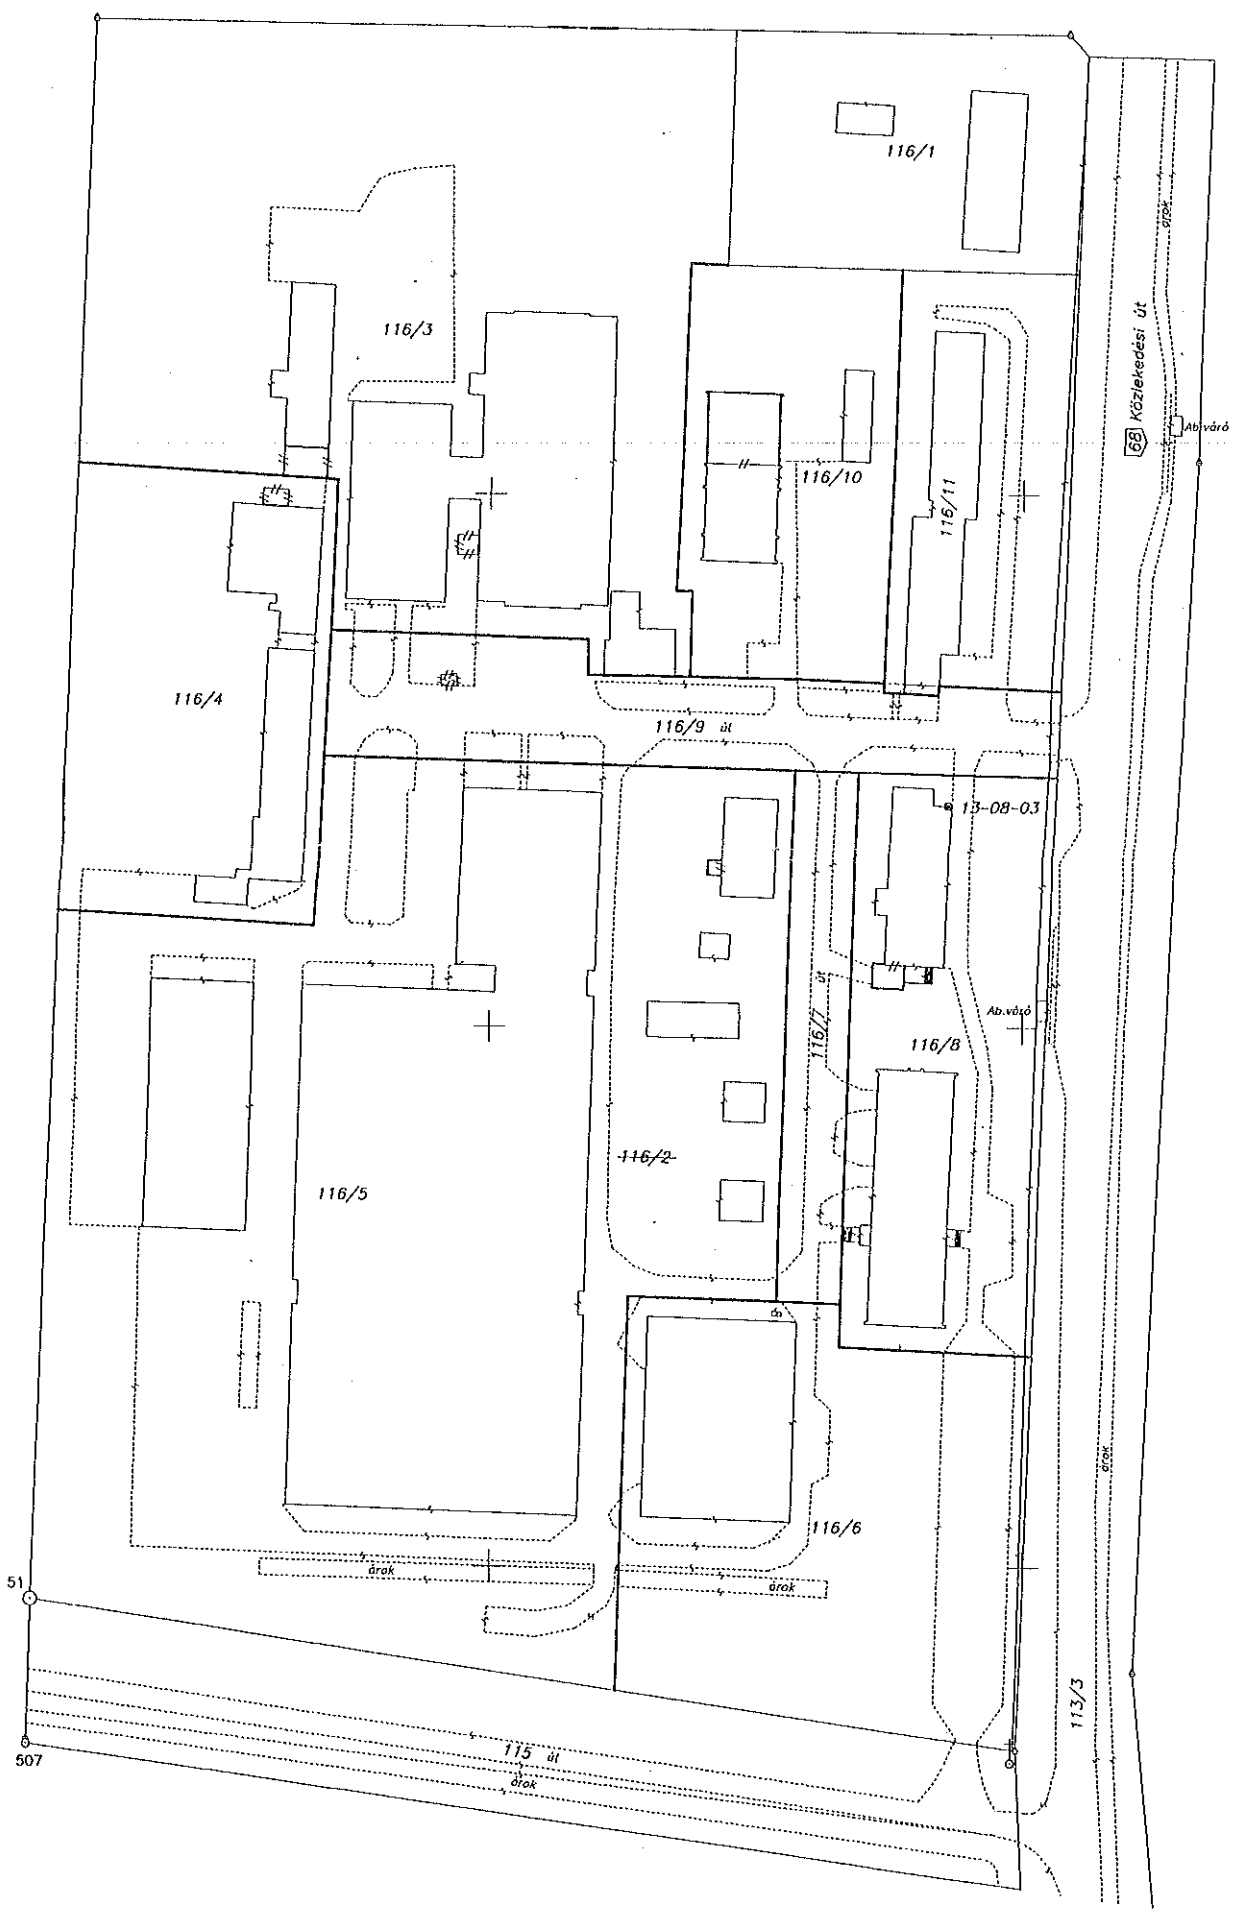 116/1
árok
116/3
68 Közlekedési út
Ab.váró
116/10
116/11
116/4
116/9 út
13-08-03
116/7 út
Ab.váró
116/8
116/2
116/5
116/6
árok
árok
árok
51
113/3
115 út
507
árok